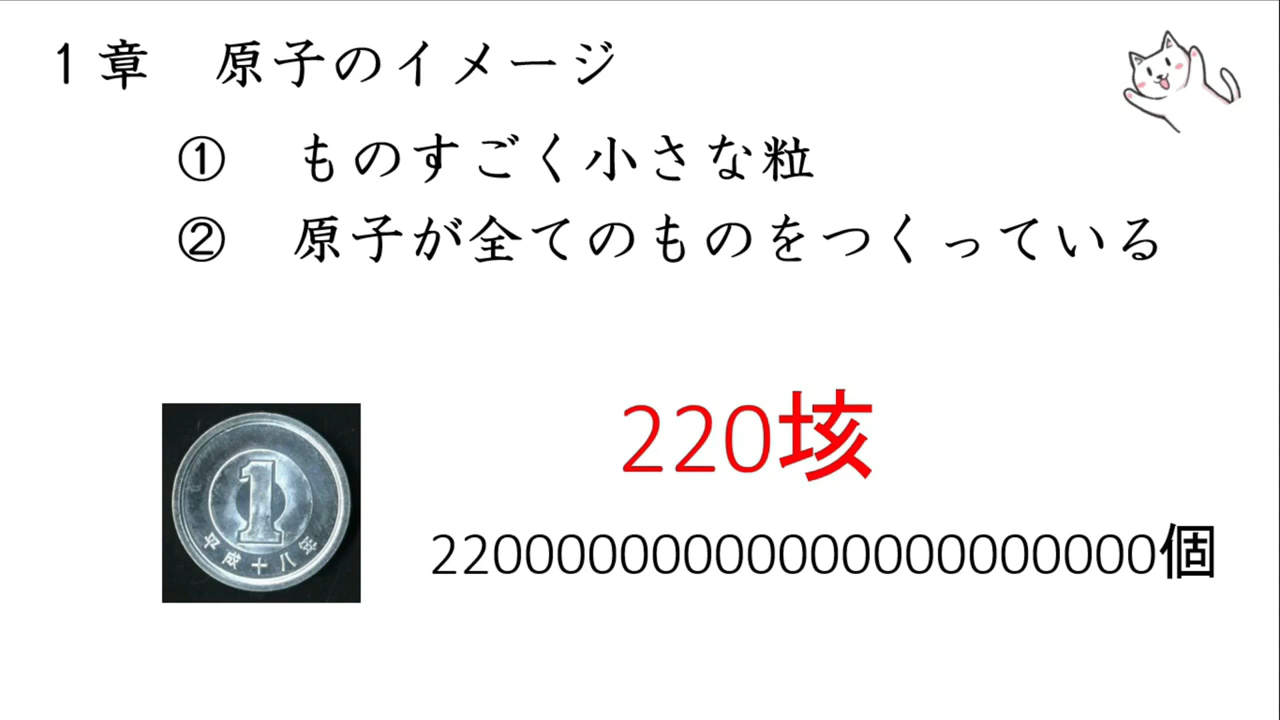 1章　原子のイメージ
①　ものすごく小さな粒
②　原子が全てのものをつくっている
220垓
22000000000000000000000個
1
平成十八年